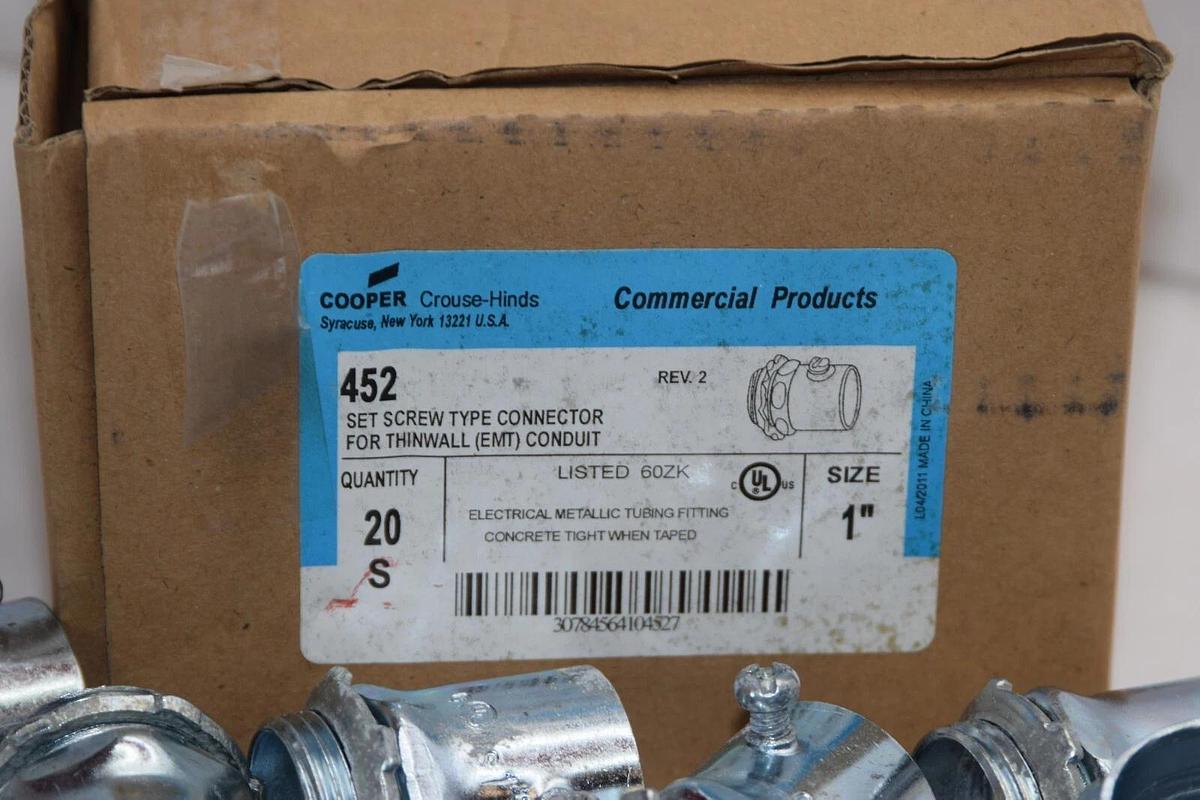 COOPER Crouse-Hinds
Syracuse, New York 13221 U.S.A.
Commercial Products
452
REV. 2
SET SCREW TYPE CONNECTOR
FOR THINWALL (EMT) CONDUIT
QUANTITY
20
S
LISTED 60ZK
C UL ® US
ELECTRICAL METALLIC TUBING FITTING
CONCRETE TIGHT WHEN TAPED
SIZE
1"
30784564104527
L04/2011 MADE IN CHINA